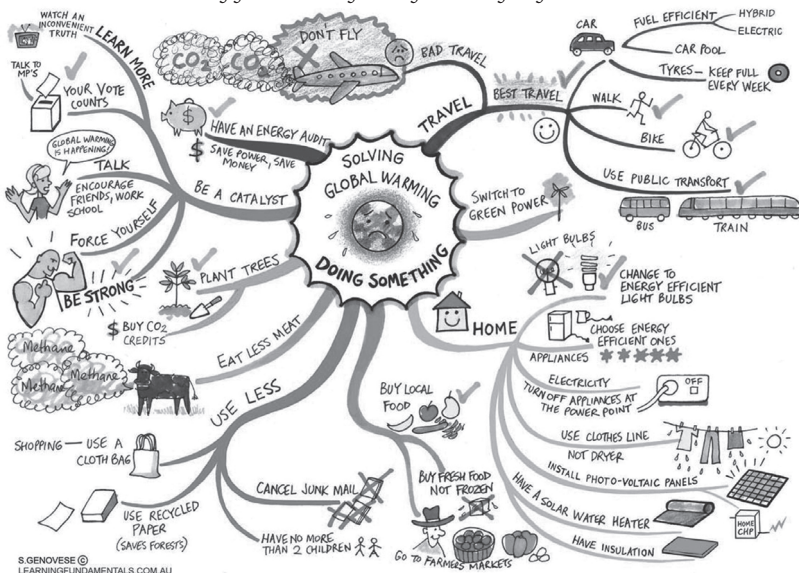 SOLVING
GLOBAL WARMING
DOING SOMETHING
TRAVEL
BAD TRAVEL
DON'T FLY
CO2
CO
BEST TRAVEL
CAR
FUEL EFFICIENT
HYBRID
ELECTRIC
CAR POOL
TYRES — KEEP FULL
EVERY WEEK
WALK
BIKE
USE PUBLIC TRANSPORT
BUS
TRAIN
SWITCH TO
GREEN POWER
HOME
LIGHT BULBS
CHANGE TO
ENERGY EFFICIENT
LIGHT BULBS
CHOOSE ENERGY
EFFICIENT ONES
APPLIANCES
ELECTRICITY
TURN OFF APPLIANCES AT
THE POWER POINT
OFF
USE CLOTHES LINE
NOT DRYER
INSTALL PHOTO-VOLTAIC PANELS
HOME
CHP
HAVE A SOLAR WATER HEATER
HAVE INSULATION
BUY LOCAL
FOOD
BUY FRESH FOOD
NOT FROZEN
GO TO FARMERS MARKETS
USE LESS
SHOPPING — USE A
CLOTH BAG
USE RECYCLED
PAPER
(SAVES FORESTS)
CANCEL JUNK MAIL
HAVE NO MORE
THAN 2 CHILDREN
EAT LESS MEAT
Methane
Methane
Methane
PLANT TREES
$ BUY CO2
CREDITS
BE A CATALYST
LEARN MORE
WATCH AN
INCONVENIENT
TRUTH
TALK TO
MP'S
YOUR VOTE
COUNTS
GLOBAL WARMING
IS HAPPENING!
TALK
ENCOURAGE
FRIENDS, WORK
SCHOOL
FORCE YOURSELF
BE STRONG
HAVE AN ENERGY AUDIT
$ SAVE POWER, SAVE
MONEY
$
S.GENOVESE ©
LEARNINGFUNDAMENTALS.COM.AU